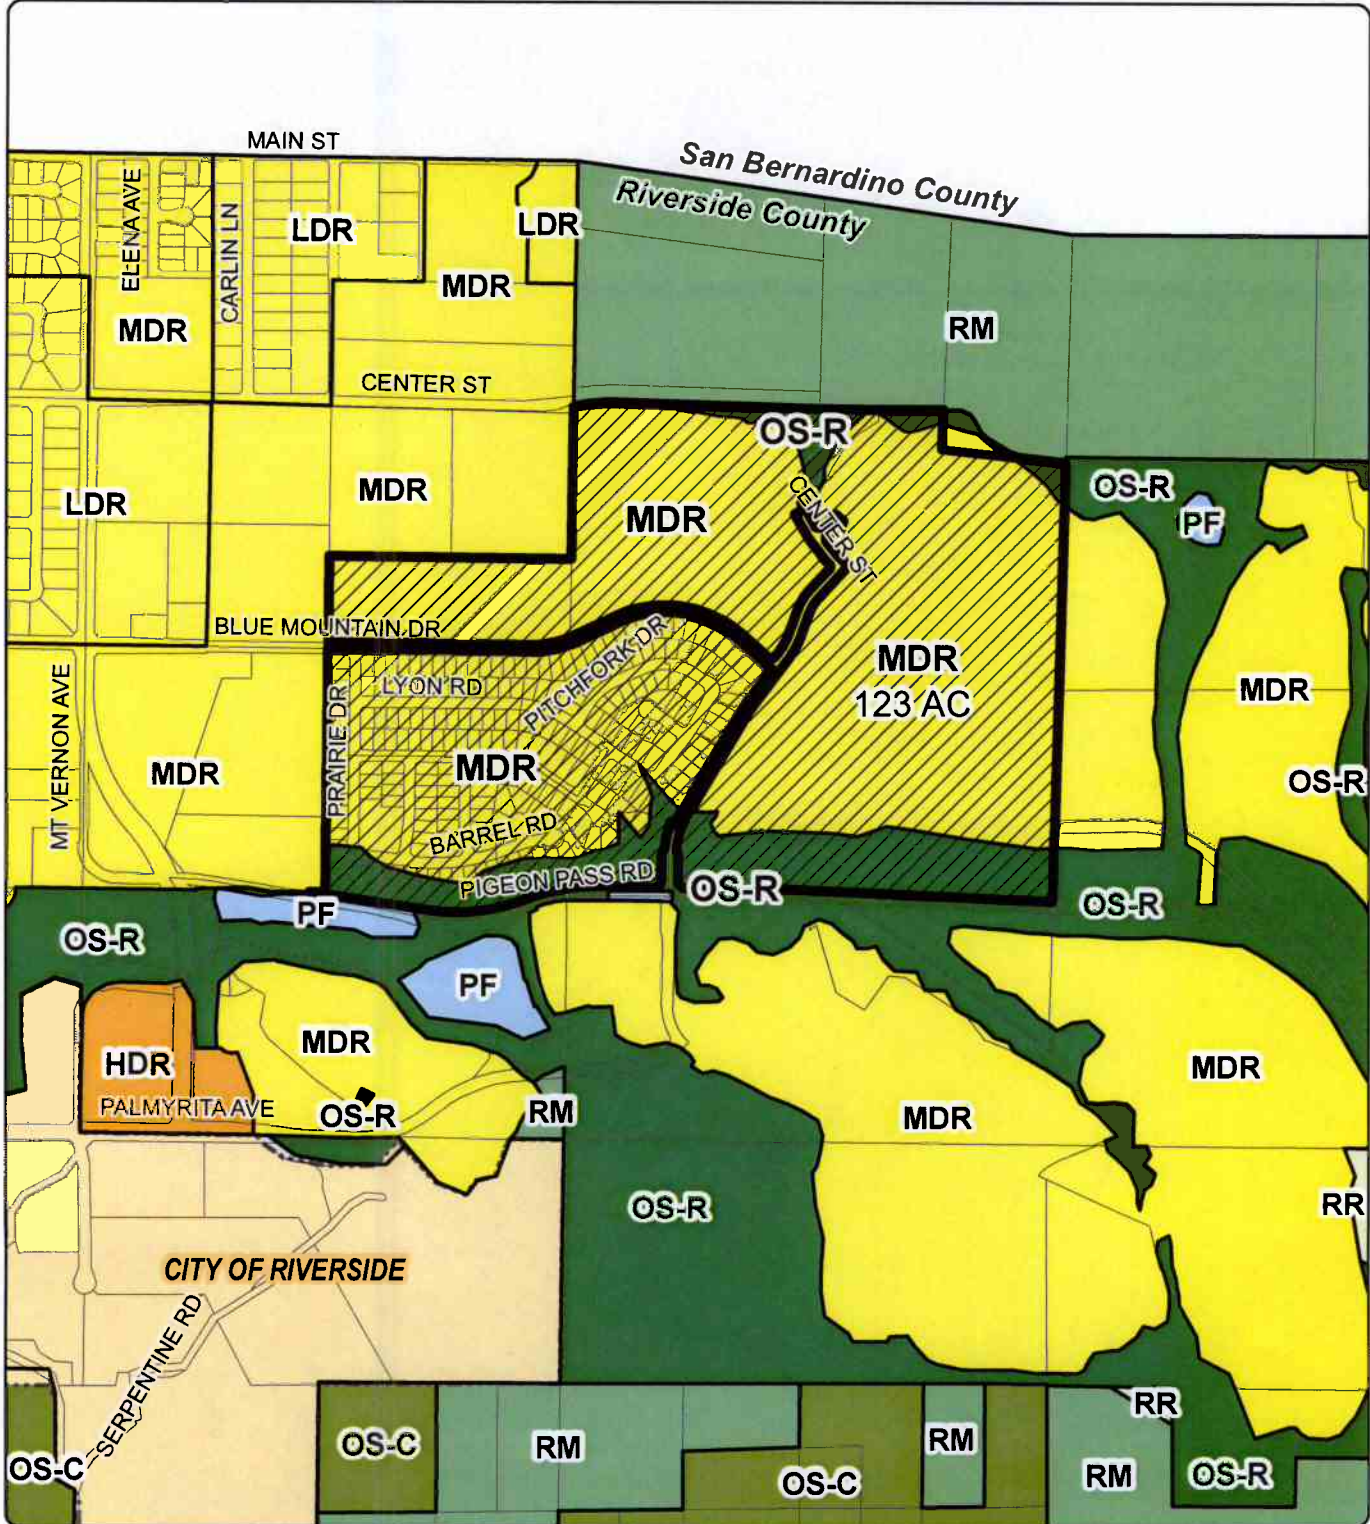 MAIN ST
San Bernardino County
Riverside County
ELENA AVE
CARLIN LN
LDR
LDR
MDR
MDR
RM
CENTER ST
OS-R
LDR
MDR
MDR
CENTER ST
OS-R
PF
BLUE MOUNTAIN DR
PITCHFORK DR
MT VERNON AVE
PRAIRIE DR
LYON RD
MDR
123 AC
MDR
MDR
MDR
OS-R
BARREL RD
PIGEON PASS RD
OS-R
OS-R
PF
OS-R
PF
MDR
HDR
MDR
PALMYRITA AVE
OS-R
RM
MDR
OS-R
RR
CITY OF RIVERSIDE
SERPENTINE RD
RR
OS-C
RM
RM
OS-C
OS-C
RM
OS-R